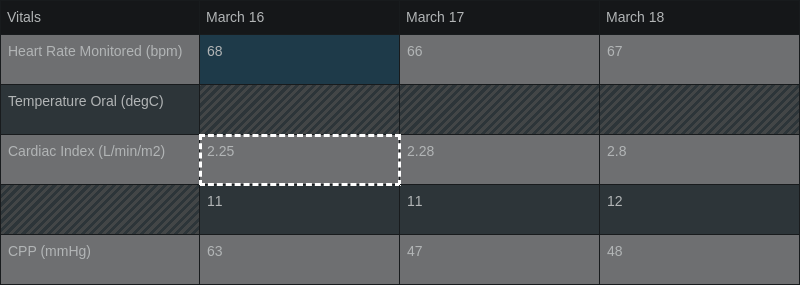 Vitals March 16 March 17 March 18
Heart Rate Monitored (bpm) 68 66 67
Temperature Oral (degC)
Cardiac Index (L/min/m2) 2.25 2.28 2.8
11 11 12
CPP (mmHg) 63 47 48